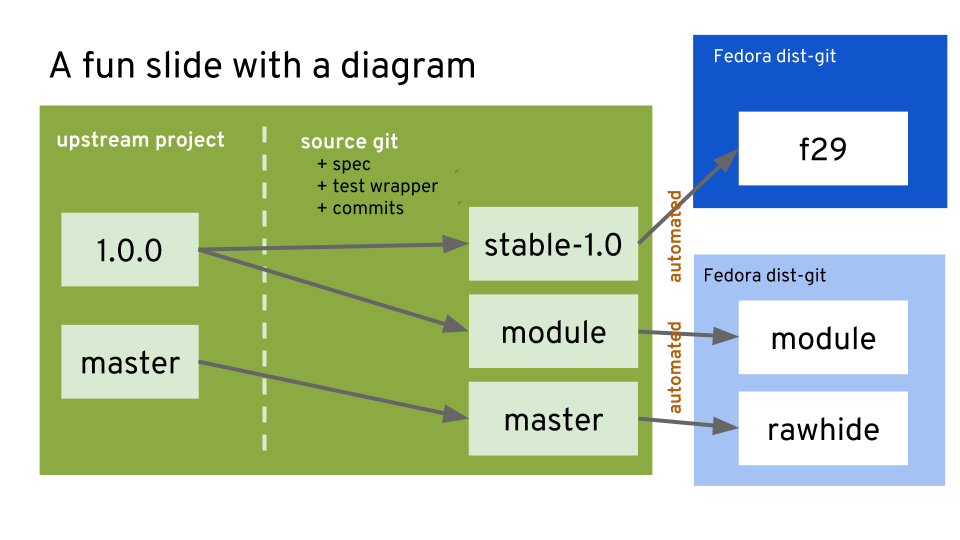 A fun slide with a diagram
upstream project
1.0.0
master
source git
+ spec
+ test wrapper
+ commits
stable-1.0
module
master
automated
automated
Fedora dist-git
f29
Fedora dist-git
module
rawhide